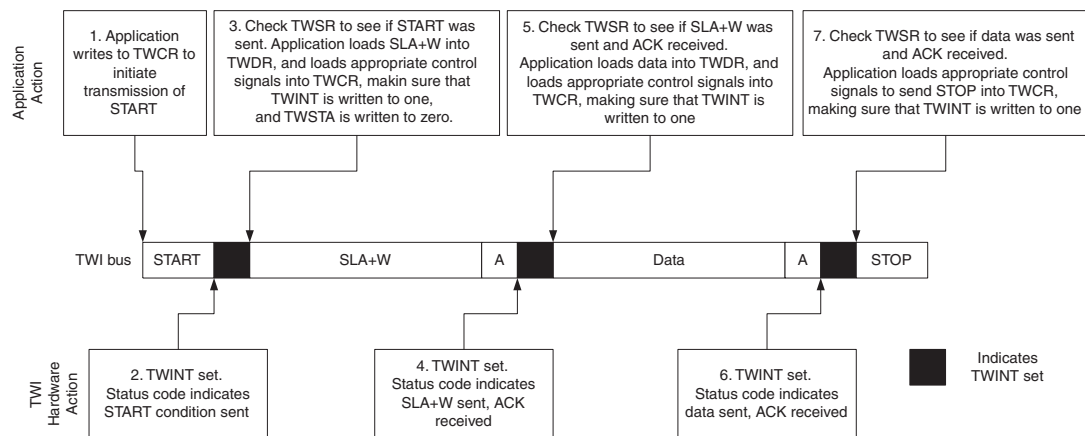 Application
Action
1. Application
writes to TWCR to
initiate
transmission of
START
3. Check TWSR to see if START was
sent. Application loads SLA+W into
TWDR, and loads appropriate control
signals into TWCR, makin sure that
TWINT is written to one,
and TWSTA is written to zero.
5. Check TWSR to see if SLA+W was
sent and ACK received.
Application loads data into TWDR, and
loads appropriate control signals into
TWCR, making sure that TWINT is
written to one
7. Check TWSR to see if data was sent
and ACK received.
Application loads appropriate control
signals to send STOP into TWCR,
making sure that TWINT is written to one
TWI bus
START
SLA+W
A
Data
A
STOP
TWI
Hardware
Action
2. TWINT set.
Status code indicates
START condition sent
4. TWINT set.
Status code indicates
SLA+W sent, ACK
received
6. TWINT set.
Status code indicates
data sent, ACK received
Indicates
TWINT set